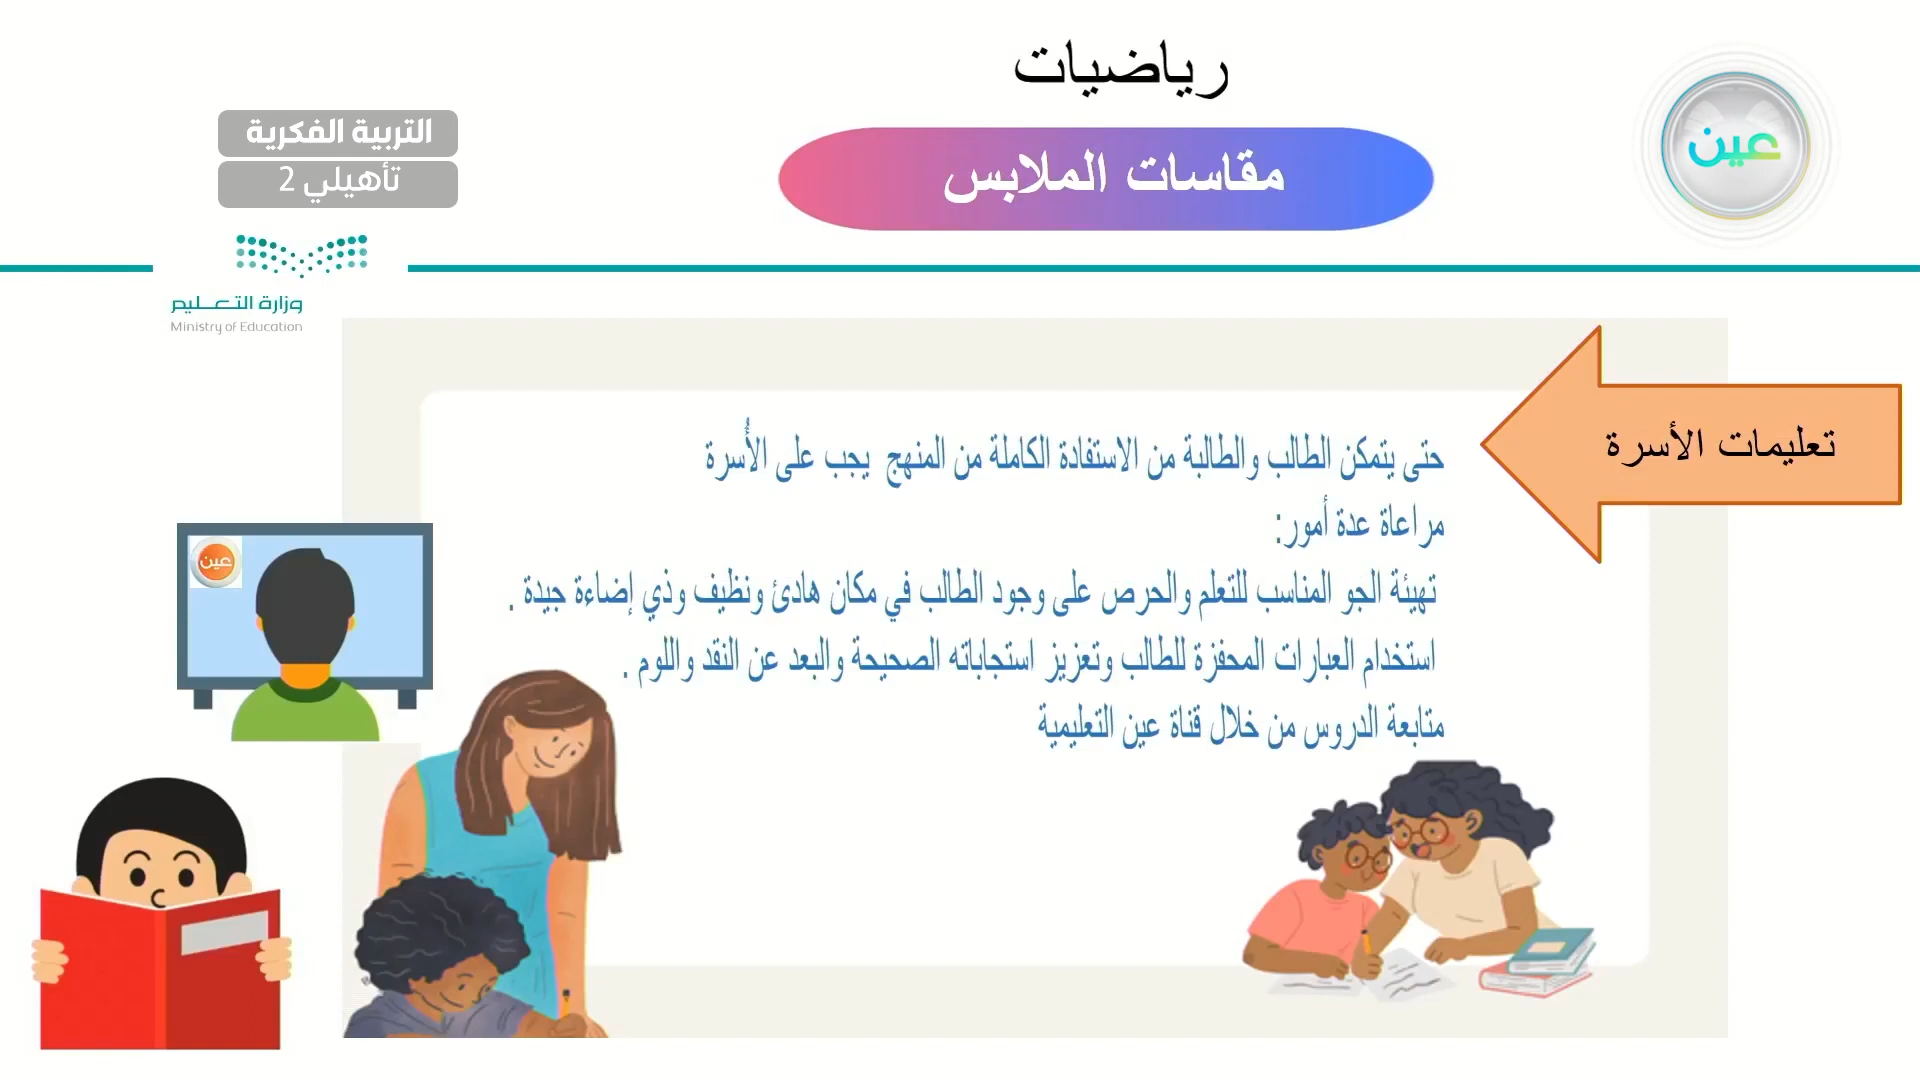 رياضيات
مقاسات الملابس
عين
التربية الفكرية
تأهيلي 2
وزارة التعليم
Ministry of Education
تعليمات الأسرة
حتى يتمكن الطالب والطالبة من الاستفادة الكاملة من المنهج يجب على الأُسرة
مراعاة عدة أمور:
تهيئة الجو المناسب للتعلم والحرص على وجود الطالب في مكان هادئ ونظيف وذي إضاءة جيدة .
استخدام العبارات المحفزة للطالب وتعزيز استجاباته الصحيحة والبعد عن النقد واللوم .
متابعة الدروس من خلال قناة عين التعليمية
عين